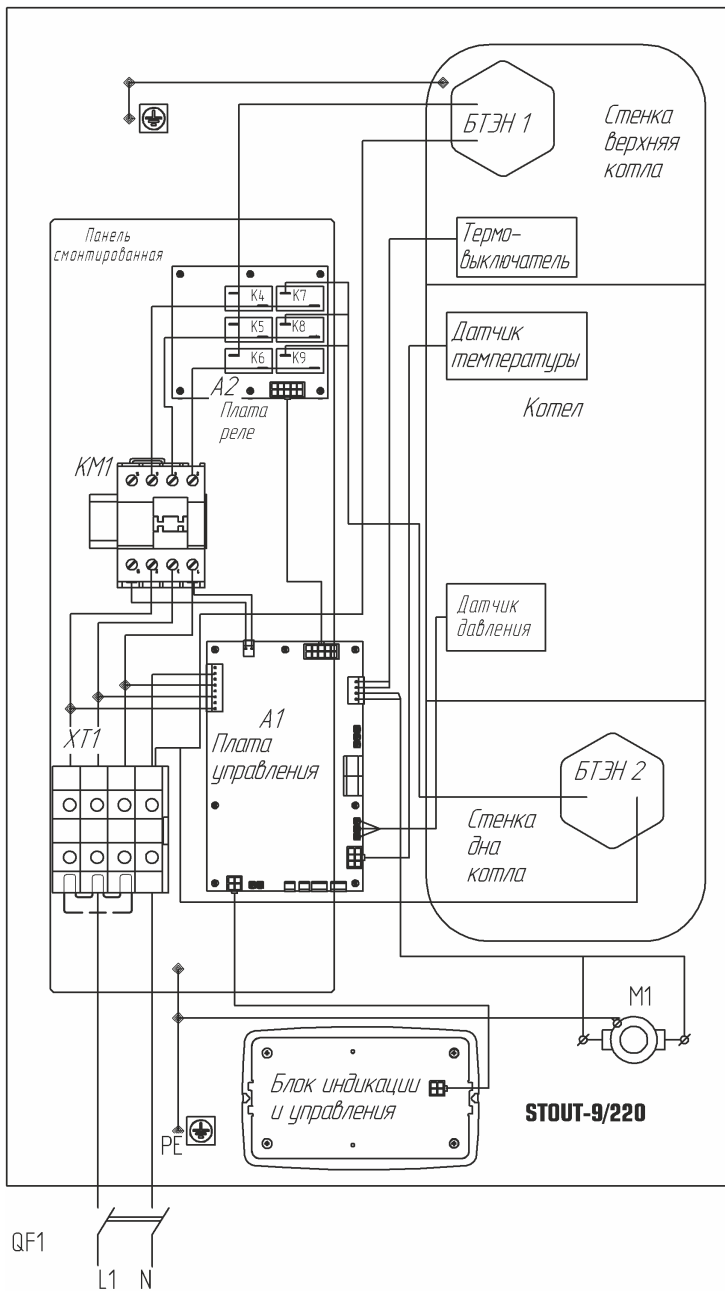 БТЭН 1
Стенка
верхняя
котла
Панель
смонтированная
Термо-
выключатель
K4
K7
K5
K8
K6
K9
A2
Плата
реле
Датчик
температуры
Котел
KM1
Датчик
давления
XT1
A1
Плата
управления
БТЭН 2
Стенка
дна
котла
M1
Блок индикации
и управления
STOUT-9/220
PE
QF1
L1
N